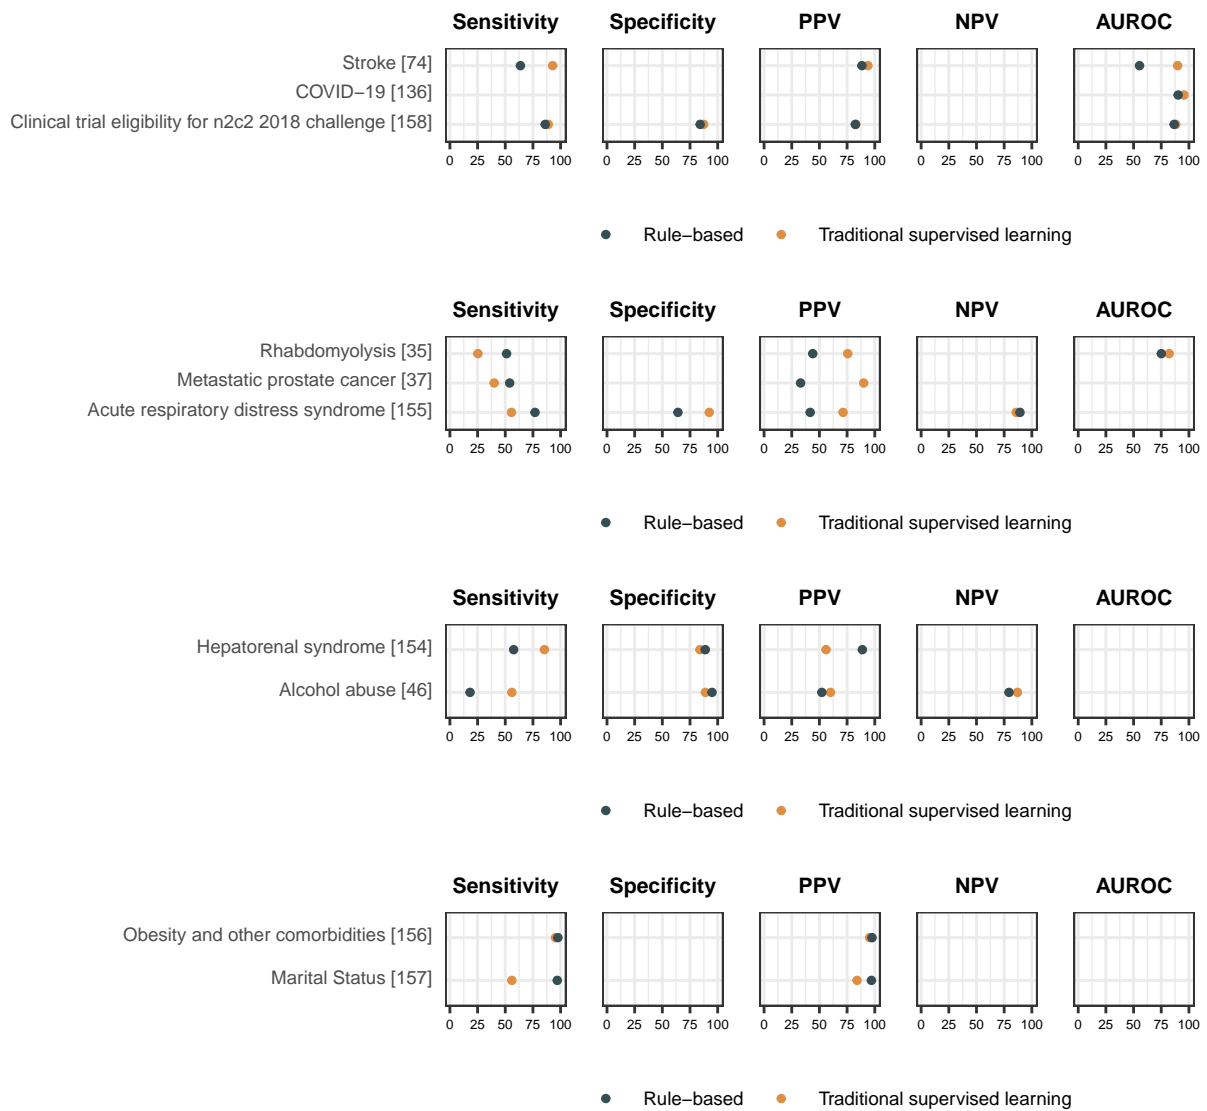 Sensitivity Specificity PPV NPV AUROC
Stroke [74]
COVID−19 [136]
Clinical trial eligibility for n2c2 2018 challenge [158]
0 25 50 75 100 0 25 50 75 100 0 25 50 75 100 0 25 50 75 100 0 25 50 75 100
Rule−based Traditional supervised learning
Sensitivity Specificity PPV NPV AUROC
Rhabdomyolysis [35]
Metastatic prostate cancer [37]
Acute respiratory distress syndrome [155]
0 25 50 75 100 0 25 50 75 100 0 25 50 75 100 0 25 50 75 100 0 25 50 75 100
Rule−based Traditional supervised learning
Sensitivity Specificity PPV NPV AUROC
Hepatorenal syndrome [154]
Alcohol abuse [46]
0 25 50 75 100 0 25 50 75 100 0 25 50 75 100 0 25 50 75 100 0 25 50 75 100
Rule−based Traditional supervised learning
Sensitivity Specificity PPV NPV AUROC
Obesity and other comorbidities [156]
Marital Status [157]
0 25 50 75 100 0 25 50 75 100 0 25 50 75 100 0 25 50 75 100 0 25 50 75 100
Rule−based Traditional supervised learning